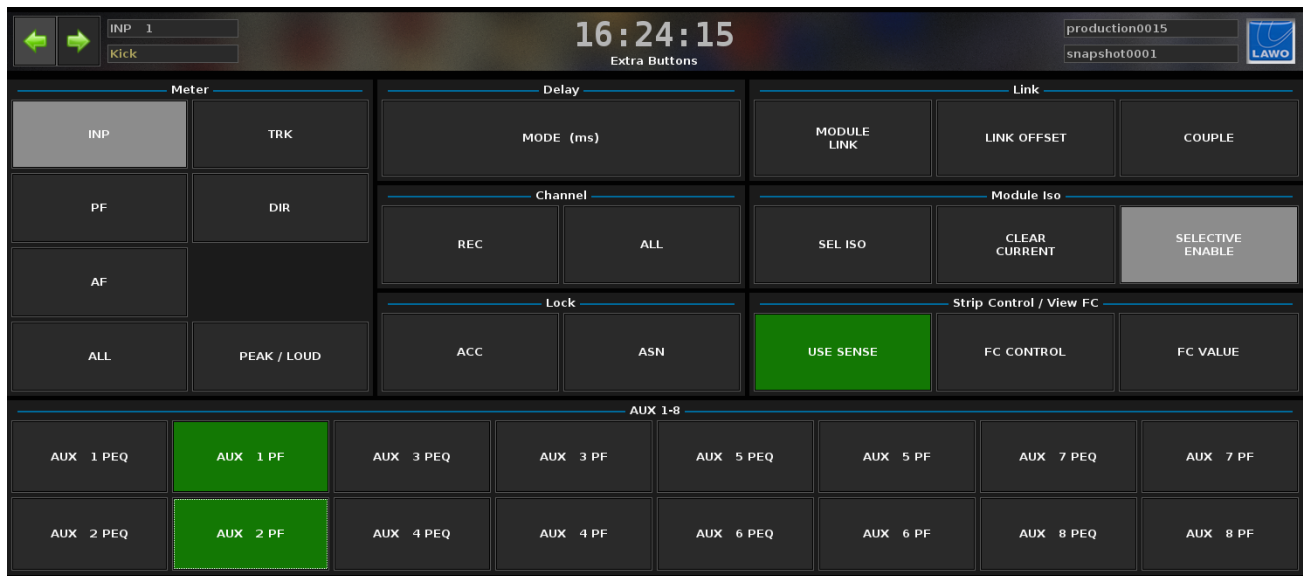 INP 1
Kick
16:24:15
Extra Buttons
production0015
snapshot0001
LAWO
Meter
INP
TRK
PF
DIR
AF
ALL
PEAK / LOUD
Delay
MODE (ms)
Channel
REC
ALL
Lock
ACC
ASN
Link
MODULE
LINK
LINK OFFSET
COUPLE
Module Iso
SEL ISO
CLEAR
CURRENT
SELECTIVE
ENABLE
Strip Control / View FC
USE SENSE
FC CONTROL
FC VALUE
AUX 1-8
AUX 1 PEQ
AUX 1 PF
AUX 3 PEQ
AUX 3 PF
AUX 5 PEQ
AUX 5 PF
AUX 7 PEQ
AUX 7 PF
AUX 2 PEQ
AUX 2 PF
AUX 4 PEQ
AUX 4 PF
AUX 6 PEQ
AUX 6 PF
AUX 8 PEQ
AUX 8 PF